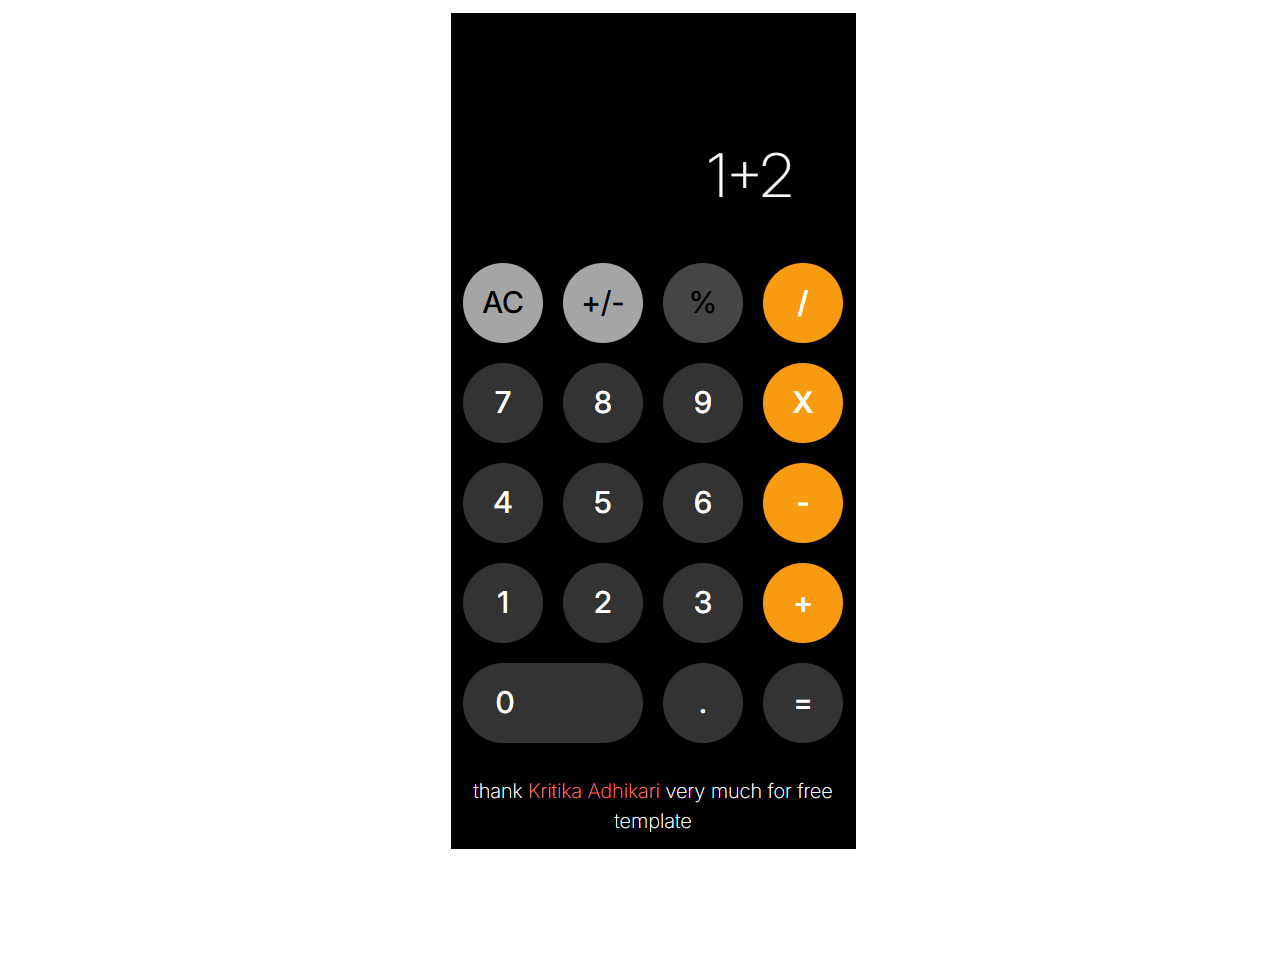 1+2
AC +/- % /
7 8 9 X
4 5 6 -
1 2 3 +
0 . =
thank Kritika Adhikari very much for free
template